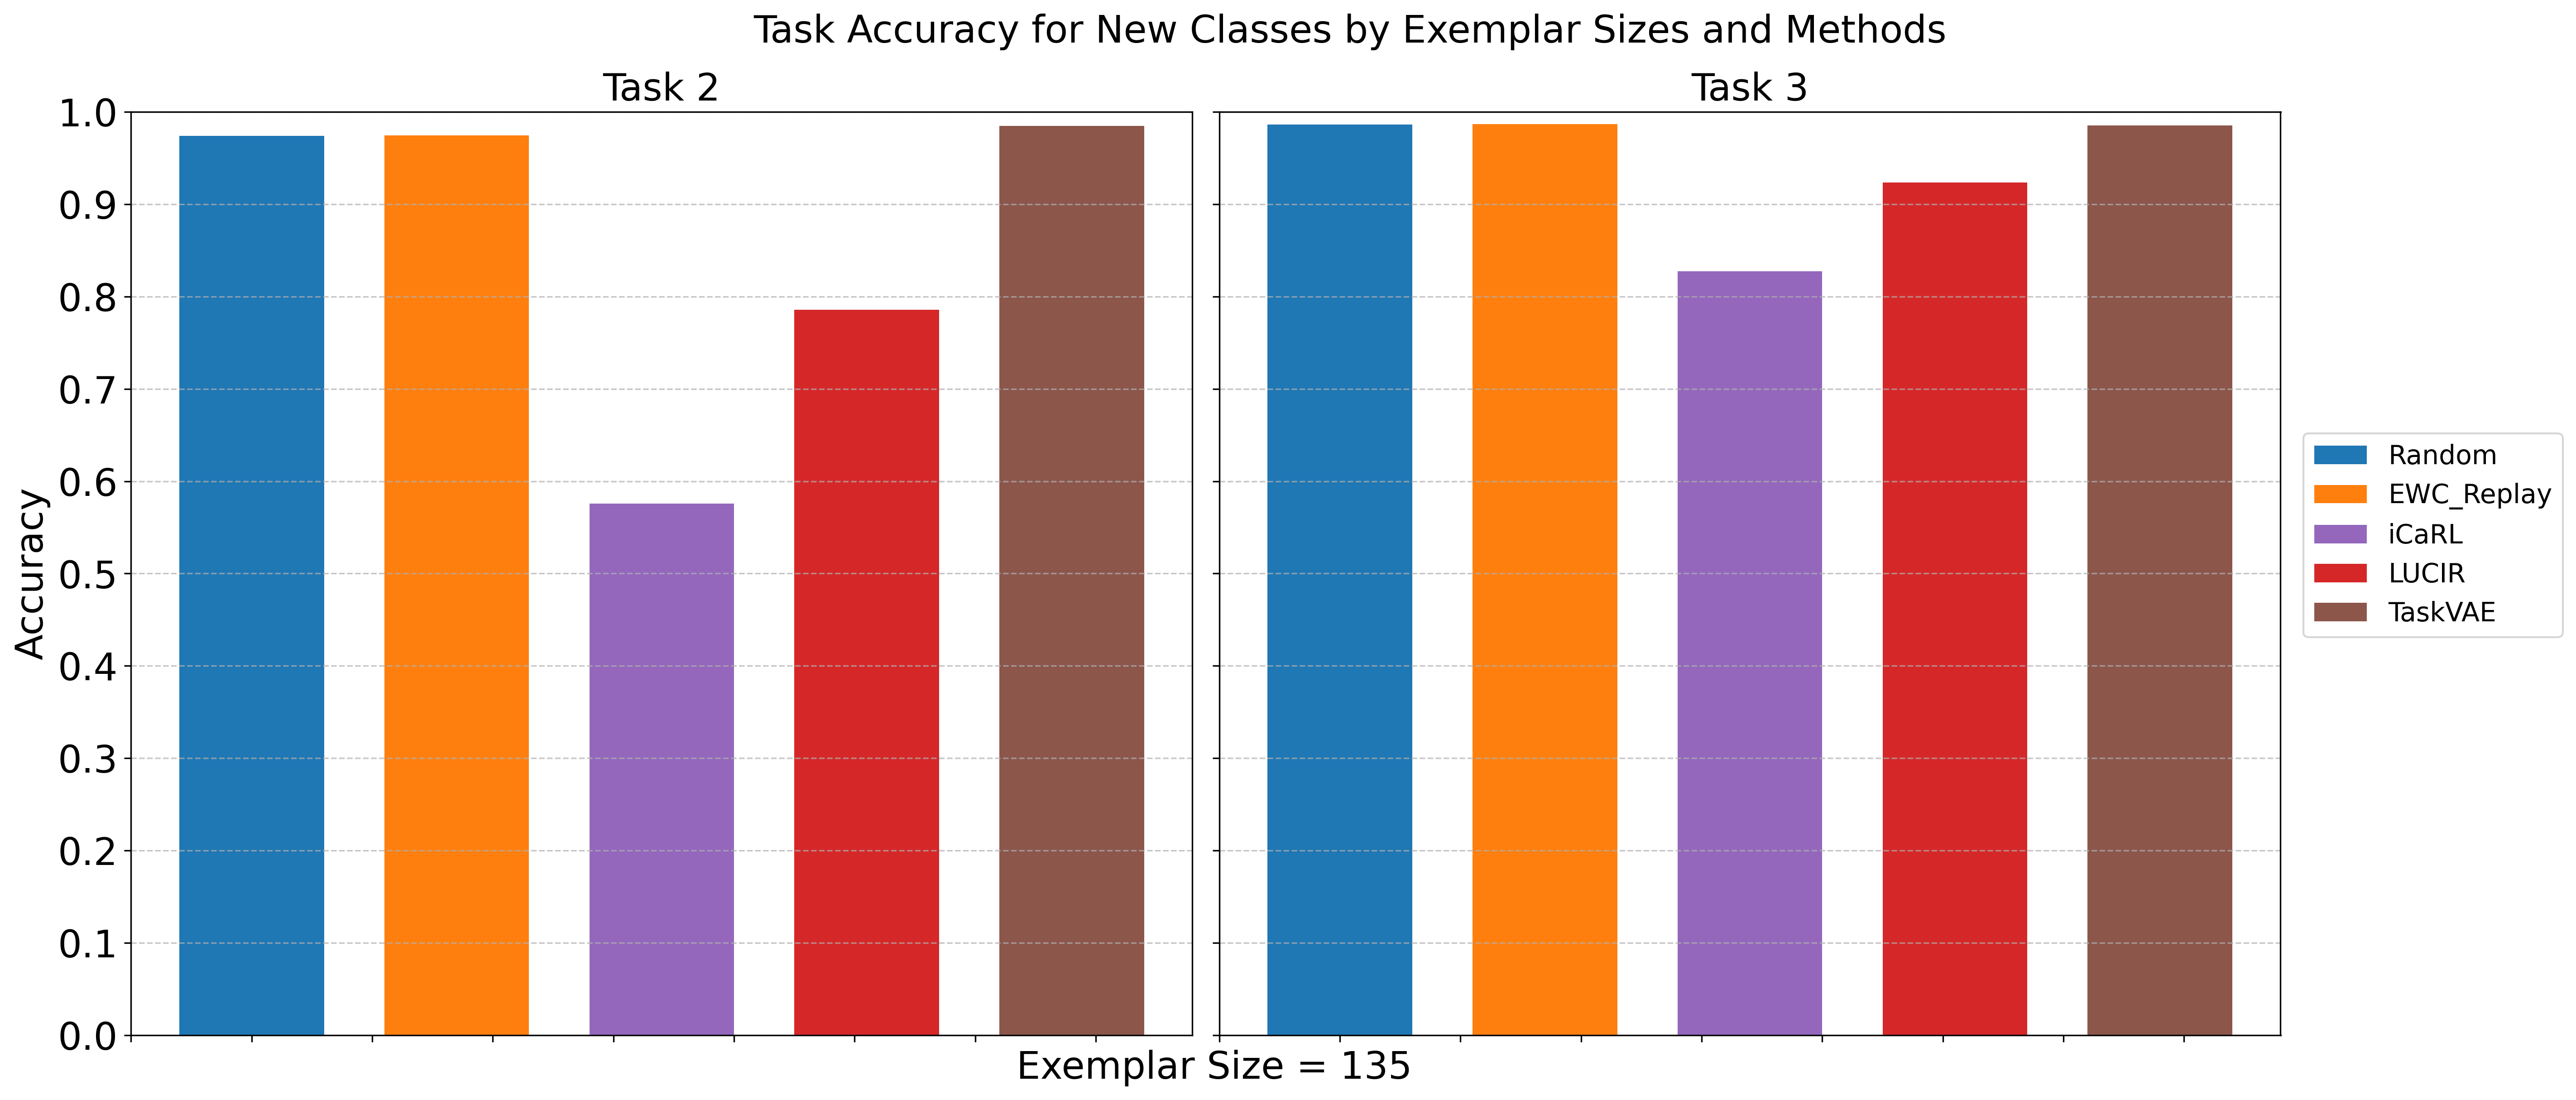 Task Accuracy for New Classes by Exemplar Sizes and Methods
Task 2
Task 3
1.0
0.9
0.8
0.7
0.6
0.5
0.4
0.3
0.2
0.1
0.0
Accuracy
Exemplar Size = 135
Random
EWC_Replay
iCaRL
LUCIR
TaskVAE